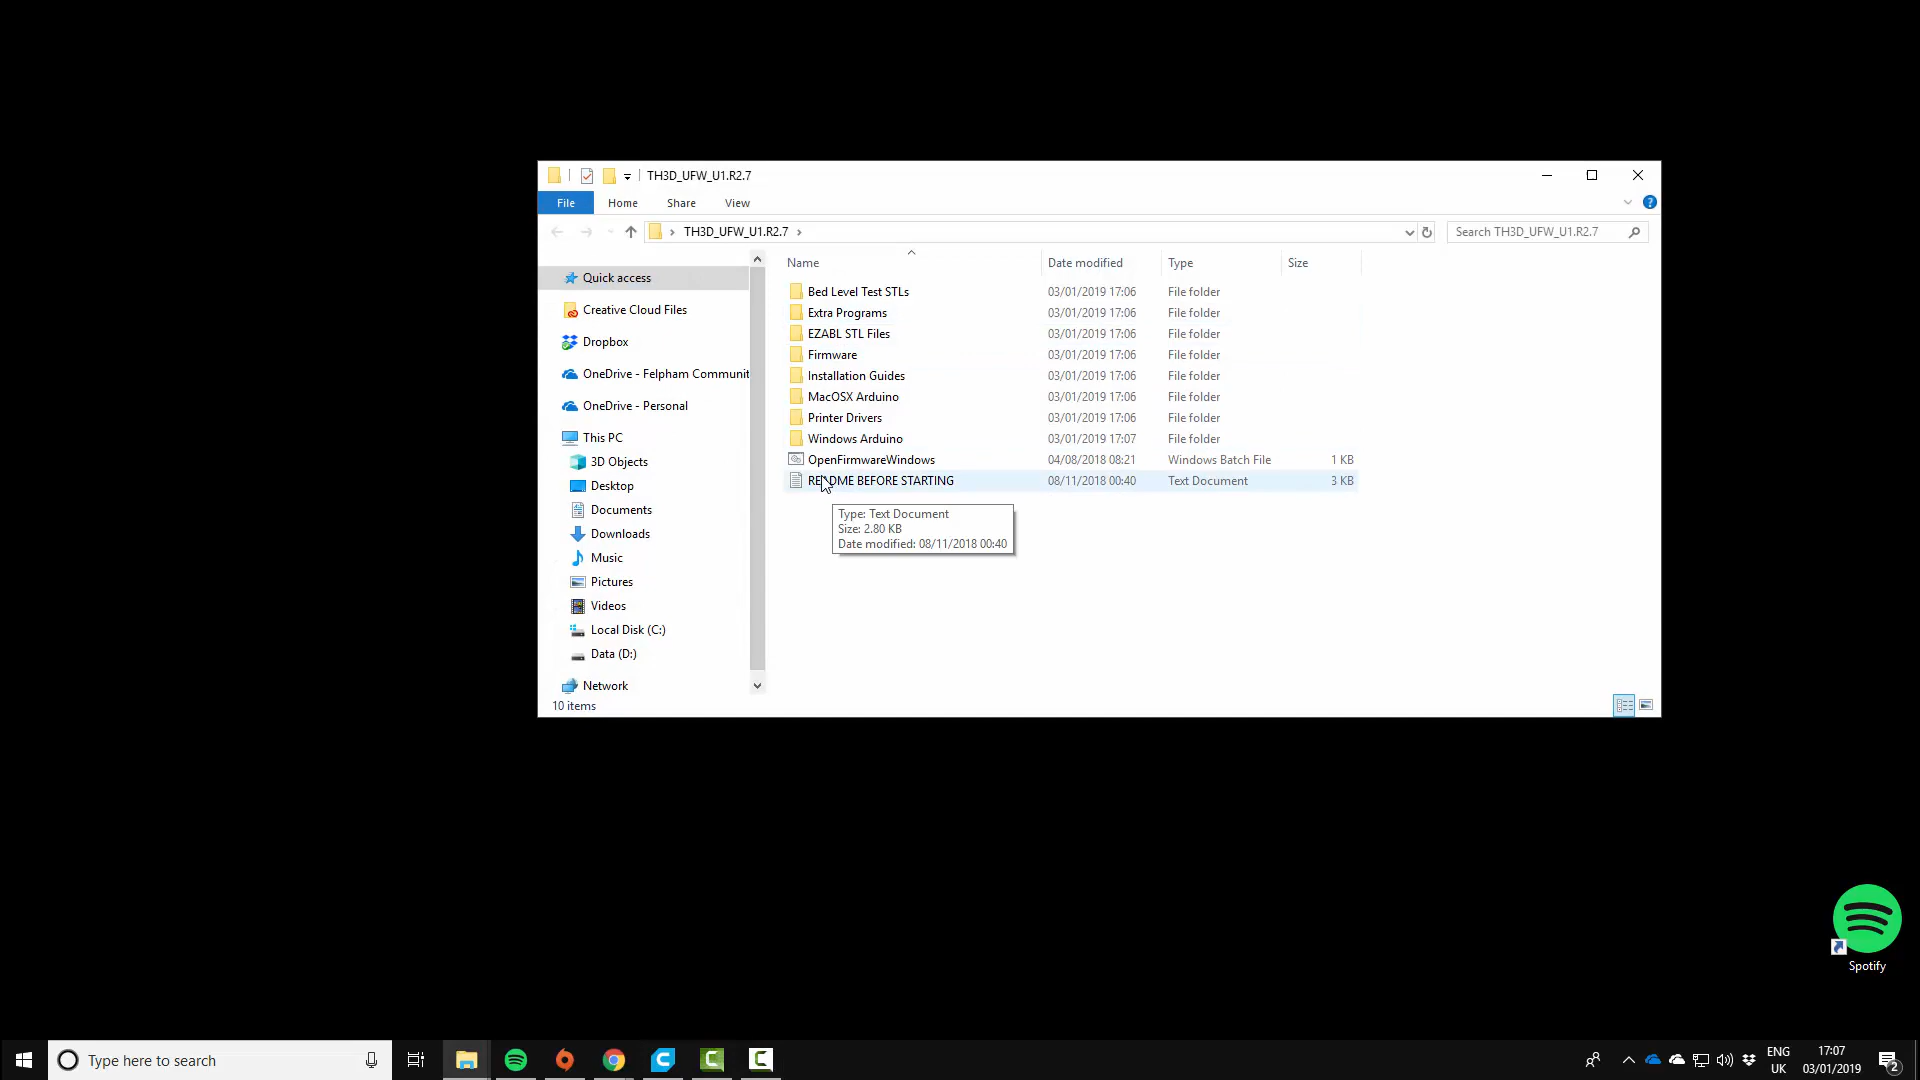 TH3D_UFW_U1.R2.7
File Home Share View
TH3D_UFW_U1.R2.7
Search TH3D_UFW_U1.R2.7
Name Date modified Type Size
Quick access
Creative Cloud Files
Dropbox
OneDrive - Felpham Communit
OneDrive - Personal
This PC
3D Objects
Desktop
Documents
Downloads
Music
Pictures
Videos
Local Disk (C:)
Data (D:)
Network
Bed Level Test STLs 03/01/2019 17:06 File folder
Extra Programs 03/01/2019 17:06 File folder
EZABL STL Files 03/01/2019 17:06 File folder
Firmware 03/01/2019 17:06 File folder
Installation Guides 03/01/2019 17:06 File folder
MacOSX Arduino 03/01/2019 17:06 File folder
Printer Drivers 03/01/2019 17:06 File folder
Windows Arduino 03/01/2019 17:07 File folder
OpenFirmwareWindows 04/08/2018 08:21 Windows Batch File 1 KB
README BEFORE STARTING 08/11/2018 00:40 Text Document 3 KB
Type: Text Document
Size: 2.80 KB
Date modified: 08/11/2018 00:40
10 items
Spotify
Type here to search
ENG
UK
17:07
03/01/2019
2